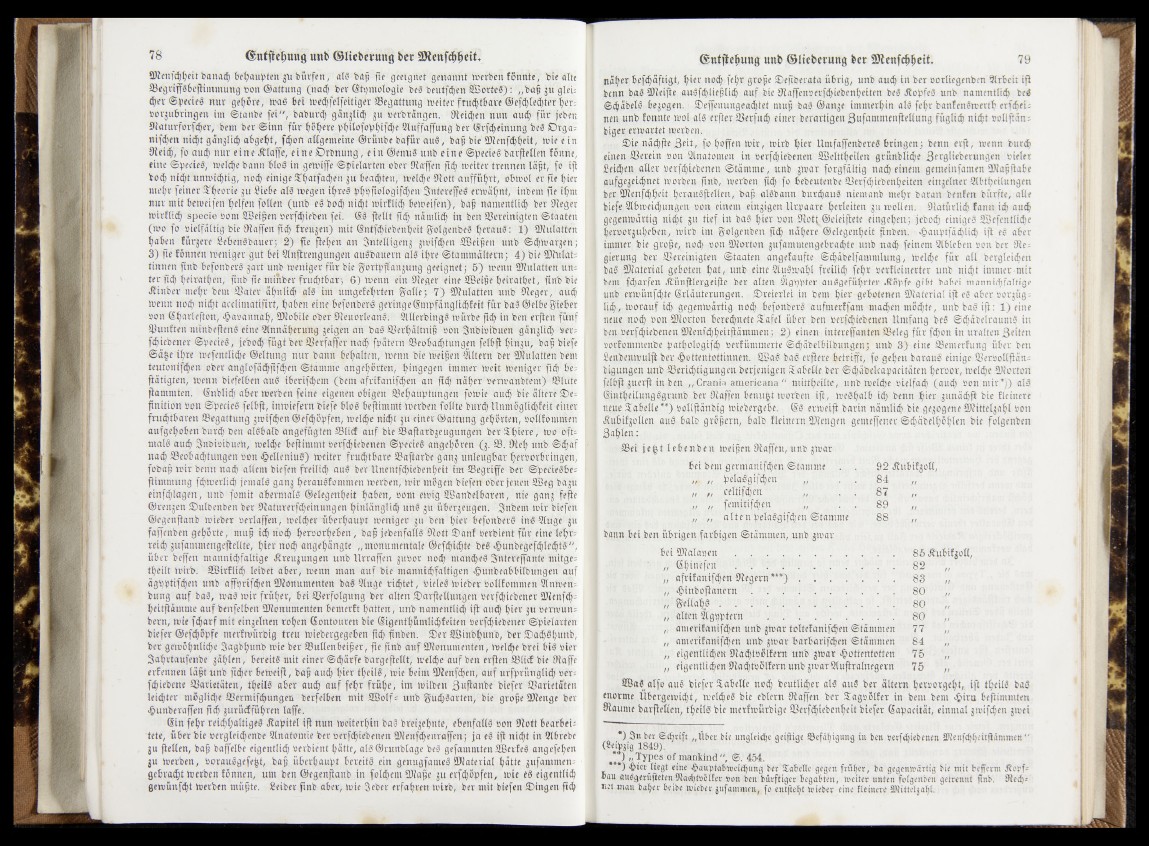 78 Entstehung und Gliederung der Menschheit.
Menschheit danach behaupten zu dürfen, als daß sie geeignet genannt werden könnte, die alte
Begriffsbestimmung von Gattung (nach der Etymologie des deutschen Wortes): „daß zu glei-
cher Species nur gehöre, was bei wechselseitiger Begattung weiter fruchtbare Geschlechter her-
vorzubringen im Stande sei", dadurch gänzlich zu verdrängen. Reichen nun auch für jeden
Naturforscher, dem der Sinn für höhere philosophische Auffassung der Erscheinung des Orga-
nischen nicht gänzlich abgeht, schon allgemeine Gründe dafür aus, daß die Menschheit, wie ein
Reich, so auch nur eine Klasse, eine Ordnung, ein Genus und eine Species darstellen könne,
eine Species, welche dann blos in gewisse Spielarten oder Rassen sich weiter trennen läßt, so ist
doch nicht unwichtig, noch einige Thatsachen zu beachten, welche Nott aufführt, obwol er sie hier
mehr seiner Theorie zu Liebe als wegen ihres physiologischen Interesses erwähnt, indem sie ihm
nur mit beweisen helfen sollen (und es doch nicht wirklich beweisen), daß namentlich der Neger
wirklich specie vom Weißen verschieden sei. Es stellt sich nämlich in den Vereinigten Staaten
(wo so vielfältig die Rassen sich kreuzen) mit Entschiedenheit Folgendes heraus: 1) Mulatten
haben kürzere Lebensdauer; 2) sie stehen an Intelligenz zwischen Weißen und Schwarzen;
3) sie können weniger gut bei Anstrengungen ausdauern als ihre Stammältern; 4) die Mulat-
tinnen sind besonders zart und weniger für die Fortpflanzung geeignet; 5) wenn Mulatten un-
ter sich heirathen, sind sie minder fruchtbar; 6) wenn ein Neger eine Weiße heirathet, sind die
Kinder mehr dem Vater ähnlich als im umgekehrten Falle; 7) Mulatten und Neger, auch
wenn noch nicht acclimatisirt, haben eine besonders geringe Empfänglichkeit für das Gelbe Fieber
von Charleston, Havannah, Mobile oder Neuorleans. Allerdings würde sich in den ersten fünf
Punkten mindestens eine Annäherung zeigen an das Verhältniß von Individuen gänzlich ver-
schiedener Species, jedoch fügt der Verfasser nach spätern Beobachtungen selbst hinzu, daß diese
Sätze ihre wesentliche Geltung nur dann behalten, wenn die weißen Ältern der Mulatten dem
teutonischen oder anglosächsischen Stamme angehörten, hingegen immer weit weniger sich be-
stätigten, wenn dieselben aus iberischem (dem afrikanischen an sich näher verwandtem) Blute
stammten. Endlich aber werden seine eigenen obigen Behauptungen sowie auch die ältere De-
finition von Species selbst, inwiefern diese blos bestimmt werden sollte durch Unmöglichkeit einer
fruchtbaren Begattung zwischen Geschöpfen, welche nicht zu einer Gattung gehörten, vollkommen
aufgehoben durch den alsbald angefügten Blick auf die Bastardzeugungen der Thiere, wo oft-
mals auch Individuen, welche bestimmt verschiedenen Species angehören (z. B. Reh und Schaf
nach Beobachtungen von Hellenius) weiter fruchtbare Bastarde ganz unleugbar hervorbringen,
sodaß wir denn nach allem diesen freilich aus der Unentschiedenheit im Begriffe der Speciesbe-
stimmung schwerlich jemals ganz herauskommen werden, wir mögen diesen oder jenen Weg dazu
einschlagen, und somit abermals Gelegenheit haben, vom ewig Wandelbaren, nie ganz feste
Grenzen Duldenden der Naturerscheinungen hinlänglich uns zu überzeugen. Indem wir diesen
Gegenstand wieder verlassen, welcher überhaupt weniger zu den hier besonders ins Auge zu
fassenden gehörte, muß ich noch hervorheben, daß jedenfalls Nott Dank verdient für eine lehr-
reich zusammengestellte, hier noch angehängte „monumentale Geschichte des Hundegeschlechts",
über dessen mannichfaltige Kreuzungen und Urrassen zuvor noch manches Interessante mitge-
theilt wird. Wirklich leidet aber, wenn man auf die mannichfaltigen Hundeabbildungen auf
ägyptischen und assyrischen Monumenten das Auge richtet, vieles wieder vollkommen Anwen-
dung auf das, was wir früher, bei Verfolgung der alten Darstellungen verschiedener Mensch-
heitstämme auf denselben Monumenten bemerkt hatten, und namentlich ist auch hier zu verwun-
dern, wie scharf mit einzelnen rohen Contouren die Eigenthümlichkeiten verschiedener Spielarten
dieser Geschöpfe merkwürdig treu wiedergegeben sich finden. Der Windhund, der Dachshund,
der gewöhnliche Jagdhund wie der Bullenbeißer, sie sind auf Monumenten, welche drei bis vier
Jahrtausende zählen, bereits mit einer Schärfe dargestellt, welche auf den ersten Blick die Rasse
erkennen läßt und sicher beweist, daß auch hier theils, wie beim Menschen, auf ursprünglich ver-
schiedene Varietäten, theils aber auch auf sehr frühe, im wilden Zustande dieser Varietäten
leichter mögliche Vermischungen derselben mit Wolf- und Fuchsarten, die große Menge der
Hunderassen sich zurückführen lasse.
Ein sehr reichhaltiges Kapitel ist nun weiterhin das dreizehnte, ebenfalls von Nott bearbei-
tete, über die vergleichende Anatomie der verschiedenen Menschenrassen; ja es ist nicht in Abrede
zu stellen, daß dasselbe eigentlich verdient hätte, als Grundlage des gesammten Werkes angesehen
zu werden, vorausgesetzt, daß überhaupt bereits ein genugsames Material hätte zusammen-
gebracht werden können, um den Gegenstand in solchem Maße zu erschöpfen, wie es eigentlich
gewünscht werden müßte. Leider sind aber, wie Jeder erfahren wird, der mit diesen Dingen sich
Entstehung und Gliederung der Menschheit. 79
näher beschäftigt, hier noch sehr große Desiderata übrig, und auch in der vorliegenden Arbeit ist
denn das Meiste ausschließlich auf die Rassenverschiedenheiten des Kopfes und namentlich des
Schädels bezogen. Dessenungeachtet muß das Ganze immerhin als sehr dankenswerth erschei-
nen und konnte wol als erster Versuch einer derartigen Zusammenstellung füglich nicht vollstän-
diger erwartet werden.
Die nächste Zeit, so hoffen wir, wird hier Umfassenderes bringen; denn erst, wenn durch
einen Verein von Anatomen in verschiedenen Welttheilen gründliche Zergliederungen vieler
Leichen aller verschiedenen Stämme, und zwar sorgfältig nach einem gemeinsamen Maßstabe
aufgezeichnet worden sind, werden sich so bedeutende Verschiedenheiten einzelner Abtheilungen
der Menschheit herausstellen, daß alsdann durchaus niemand mehr daran denken dürfte, alle
diese Abweichungen von einem einzigen Urpaare herleiten zu wollen. Natürlich kann ich auch
gegenwärtig nicht zu tief in das hier von Nott Geleistete eingehen; jedoch einiges Wesentliche
hervorzuheben, wird im Folgenden sich nähere Gelegenheit finden. Hauptsächlich ist es aber
immer die große, noch von Morton zusammengebrachte und nach seinem Ableben von der Re-
gierung der Vereinigten Staaten angekaufte Schädelsammlung, welche für all dergleichen
das Material geboten hat, und eine Auswahl freilich sehr verkleinerter und nicht immer mit
dem scharfen Künstlergeiste der alten Ägypter ausgeführter Köpfe gibt dabei mannichfaltige
und erwünschte Erläuterungen. Dreierlei in dem hier gebotenen Material ist es aber vorzüg-
lich, worauf ich gegenwärtig noch besonders aufmerksam machen möchte, und das ist: 1) eine
neue noch von Morton berechnete Tafel über den verschiedenen Umfang des Schädelraums in
den verschiedenen Menschheitstämmen; 2) einen interessanten Beleg für schon in uralten Zeiten
vorkommende pathologisch verkümmerte Schädelbildungen; und 3) eine Bemerkung über den
Lendenwulst der Hottentottinnen. Was das erstere betrifft, so gehen daraus einige Vervollstän-
digungen und Berichtigungen derjenigen Tabelle der Schädelcapacitäten hervor, welche Morton
selbst zuerst in den „Crania americana" mittheilte, und welche vielfach (auch von mir*)) als
Eintheilungsgrund der Rassen benutzt worden ist, weshalb ich denn hier zunächst die kleinere
neue Tabelle**) vollständig wiedergebe. Es erweist darin nämlich die gezogene Mittelzahl von
Kubikzollen aus bald größern, bald kleinern Mengen gemessener Schädelhöhlen die folgenden
Zahlen:
Bei jetzt lebenden weißen Rassen, und zwar
bei dem germanischen Stamme . . 92 Kubikzoll,
„ „ pelasgischen „ . . 84 „
„ „ celtischen „ . . 87 „
„ „ semitischen „ . . 89 „
„ „ alten pelasgischen Stamme 88 „
dann bei den übrigen farbigen Stämmen, und zwar
bei Malayen . . . . . . . . . . . 85 Kubikzoll,
„ Chinesen . . . . . . . . . . . 82 „
„ afrikanischen Negern***) . . . . . . . 83 „
„ Hindostanern . . . . . . . . . . 80 „
„ Fellahs . . . . . . . . . . . . 80 „
„ alten Ägyptern . . . . . . . . . 80 „
„ amerikanischen und zwar toltekanischen Stämmen 77 „
„ amerikanischen und zwar barbarischen Stämmen 84 „
„ eigentlichen Nachtvölkern und zwar Hottentotten 75 „
„ eigentlichen Nachtvölkern und zwar Australnegern 75 „
Was also aus dieser Tabelle noch deutlicher als aus der ältern hervorgeht, ist theils das
enorme Übergewicht, welches die edlern Rassen der Tagvölker in dem dem Hirn bestimmten
Raume darstellen, theils die merkwürdige Verschiedenheit dieser Capacität, einmal zwischen zwei
*) In der Schrift „Über die ungleiche geistige Befähigung in den verschiedenen Menschheitstämmen"
(Leipzig 1849).
**) „Types of mankind", S. 454.
***) Hier liegt eine Hauptabweichung der Tabelle gegen früher, da gegenwärtig die mit besserm Kopf-
bau ausgerüsteten Nachtvölker von den dürftiger begabten, weiter unten folgenden getrennt sind. Rech-
net man daher beide wieder zusammen, so entsteht wieder eine kleinere Mittelzahl.